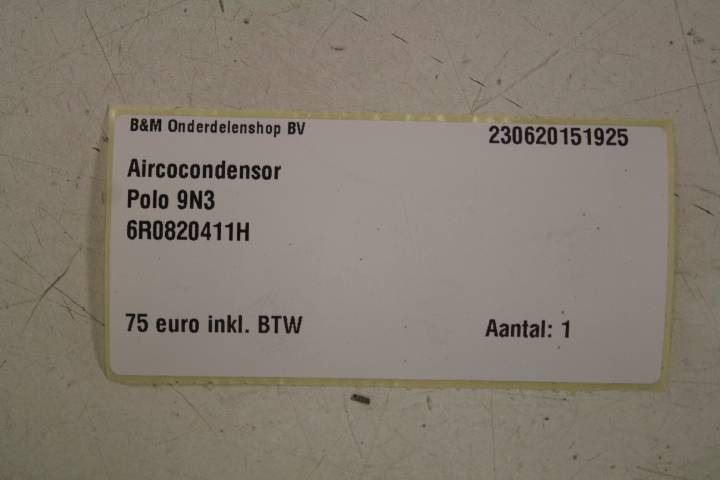 B&M Onderdelenshop BV 230620151925
Aircocondensor
Polo 9N3
6R0820411H
75 euro inkl. BTW Aantal: 1